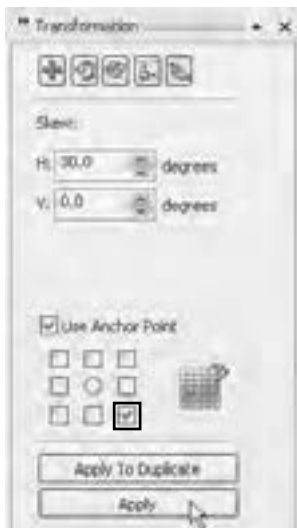 Transformation
Skew:
H: 30.0 degrees
V: 0.0 degrees
Use Anchor Point
Apply To Duplicate
Apply